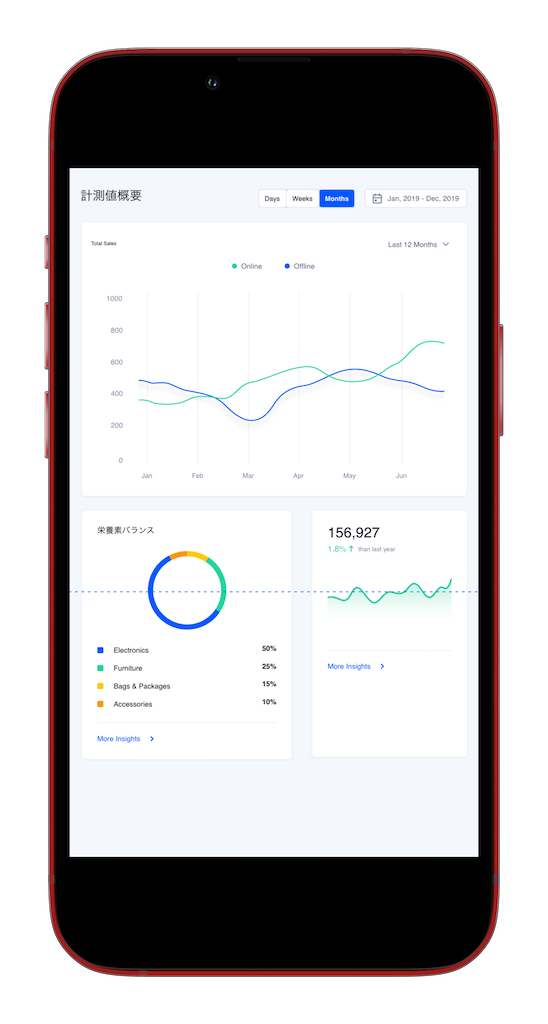 計測値概要
Days Weeks Months
Jan, 2019 - Dec, 2019
Total Sales
Last 12 Months
Online Offline
1000
800
600
400
200
0
Jan Feb Mar Apr May Jun
栄養素バランス
Electronics 50%
Furniture 25%
Bags & Packages 15%
Accessories 10%
More Insights
156,927
1.8% than last year
More Insights